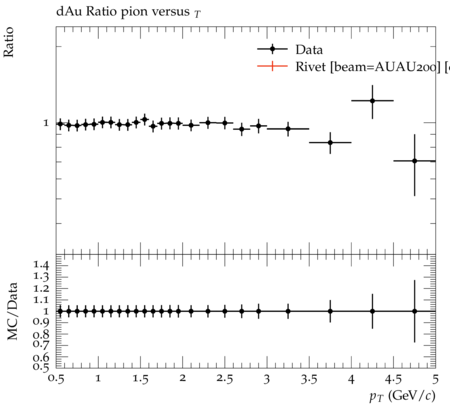 dAu Ratio pion versus T
Ratio
Data
Rivet [beam=AUAU200] [
1
MC/Data
1.4
1.3
1.2
1.1
1
0.9
0.8
0.7
0.6
0.5
0.5 1 1.5 2 2.5 3 3.5 4 4.5 5
pT (GeV/c)